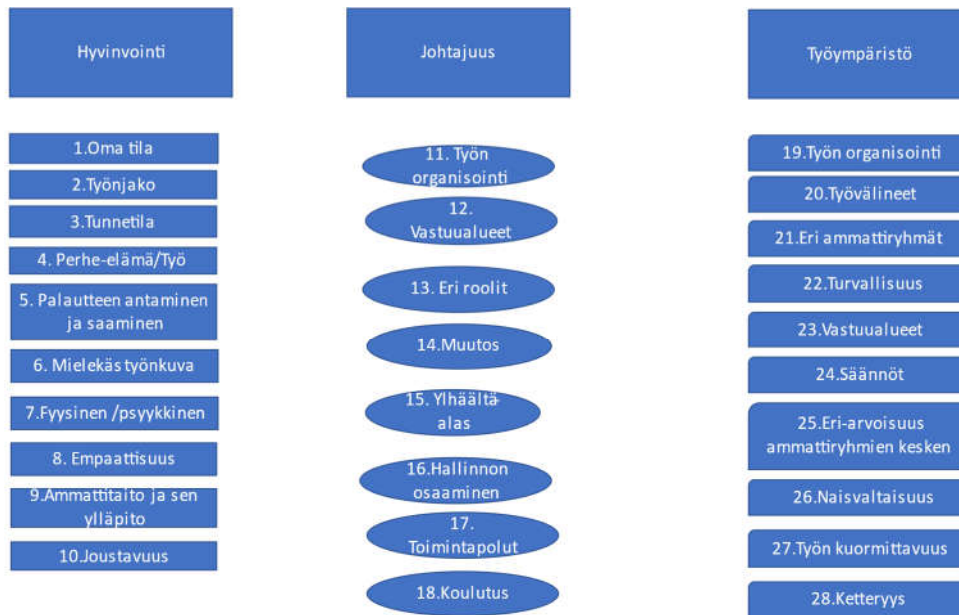 Hyvinvointi
1.Oma tila
2.Työnjako
3.Tunnetila
4. Perhe-elämä/Työ
5. Palautteen antaminen
ja saaminen
6. Mielekäs työnkuva
7.Fyysinen /psyykkinen
8. Empaattisuus
9.Ammattitaito ja sen
ylläpito
10.Joustavuus
Johtajuus
11. Työn
organisointi
12.
Vastuualueet
13. Eri roolit
14.Muutos
15. Ylhäältä-
alas
16.Hallinnon
osaaminen
17.
Toimintapolut
18.Koulutus
Työympäristö
19.Työn organisointi
20.Työvälineet
21.Eri ammattiryhmät
22.Turvallisuus
23.Vastuualueet
24.Säännöt
25.Eri-arvoisuus
ammattiryhmien kesken
26.Naisvaltaisuus
27.Työn kuormittavuus
28.Ketteryys